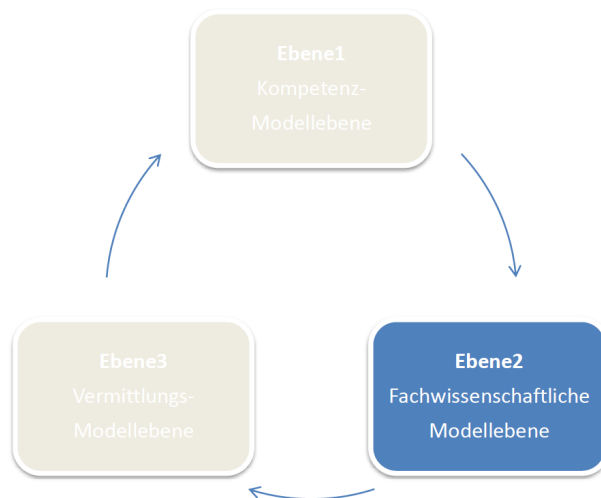 Ebene1
Kompetenz-
Modellebene
Ebene3
Vermittlungs-
Modellebene
Ebene2
Fachwissenschaftliche
Modellebene